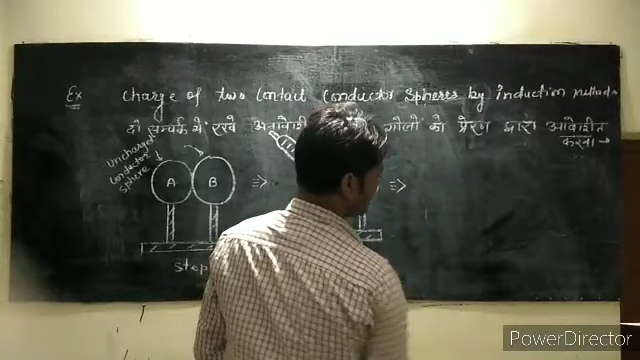 Ex Charge of two Contact Conductor Spheres by induction method
दो सम्पर्क में रखे गोलों को प्रेरण द्वारा आवेशित
करना →
Uncharged
Conductor
Sphere
A B
Step
PowerDirector